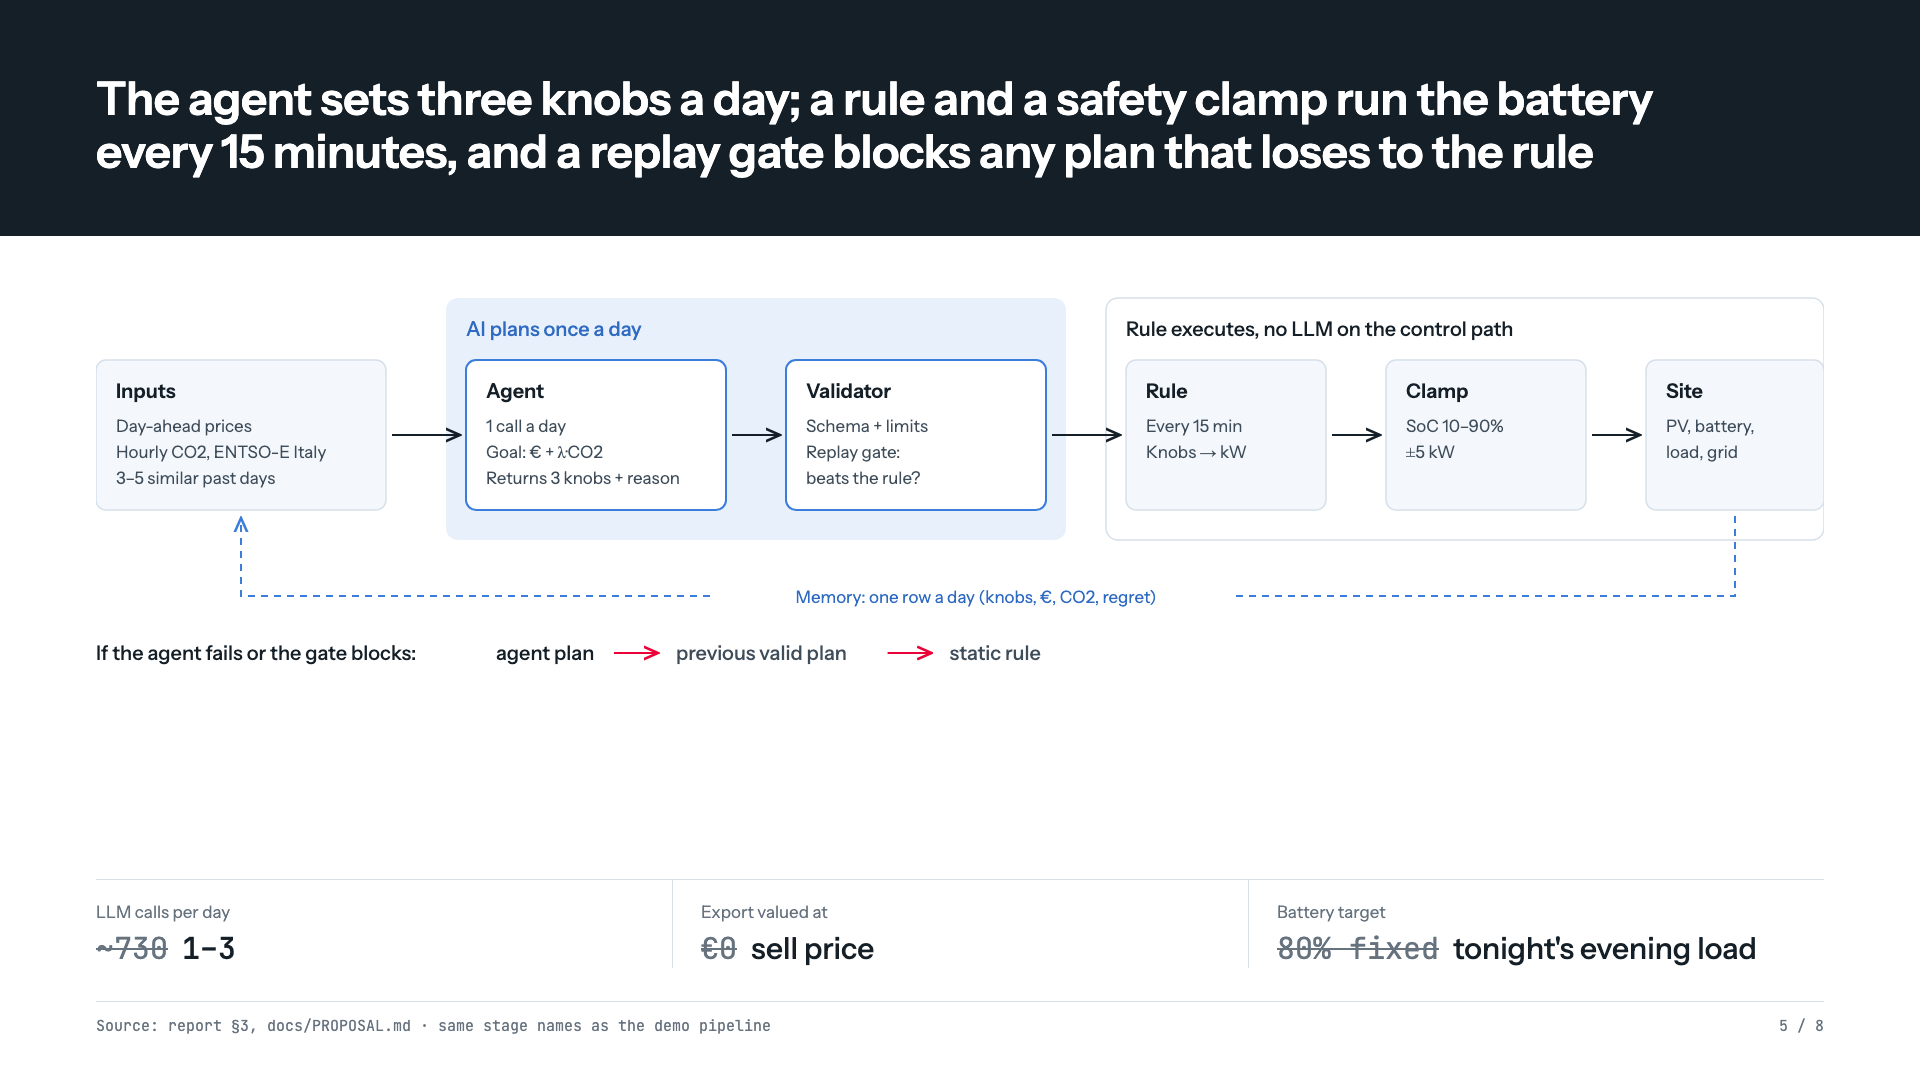 The agent sets three knobs a day; a rule and a safety clamp run the battery
every 15 minutes, and a replay gate blocks any plan that loses to the rule
AI plans once a day
Rule executes, no LLM on the control path
Inputs
Day-ahead prices
Hourly CO2, ENTSO-E Italy
3–5 similar past days
Agent
1 call a day
Goal: € + λ·CO2
Returns 3 knobs + reason
Validator
Schema + limits
Replay gate:
beats the rule?
Rule
Every 15 min
Knobs → kW
Clamp
SoC 10–90%
±5 kW
Site
PV, battery,
load, grid
Memory: one row a day (knobs, €, CO2, regret)
If the agent fails or the gate blocks: agent plan previous valid plan static rule
LLM calls per day
~730 1–3
Export valued at
€0 sell price
Battery target
80% fixed tonight's evening load
Source: report §3, docs/PROPOSAL.md · same stage names as the demo pipeline
5 / 8